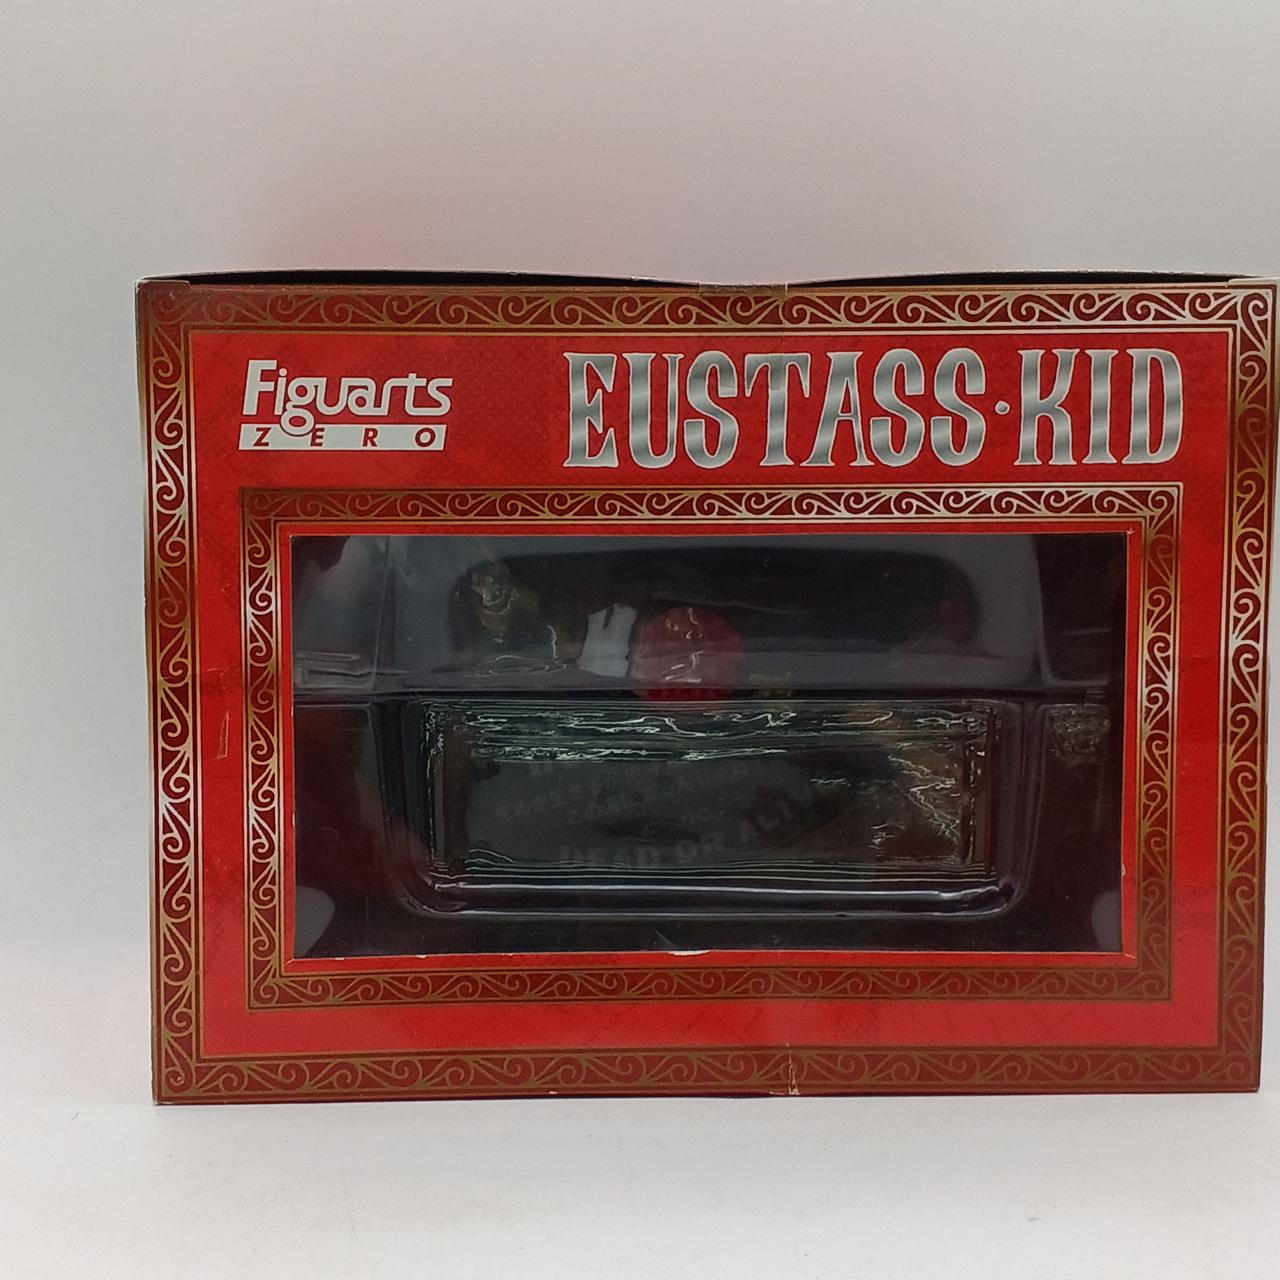 Figuarts
ZERO
EUSTASS·KID
DEAD OR ALIVE